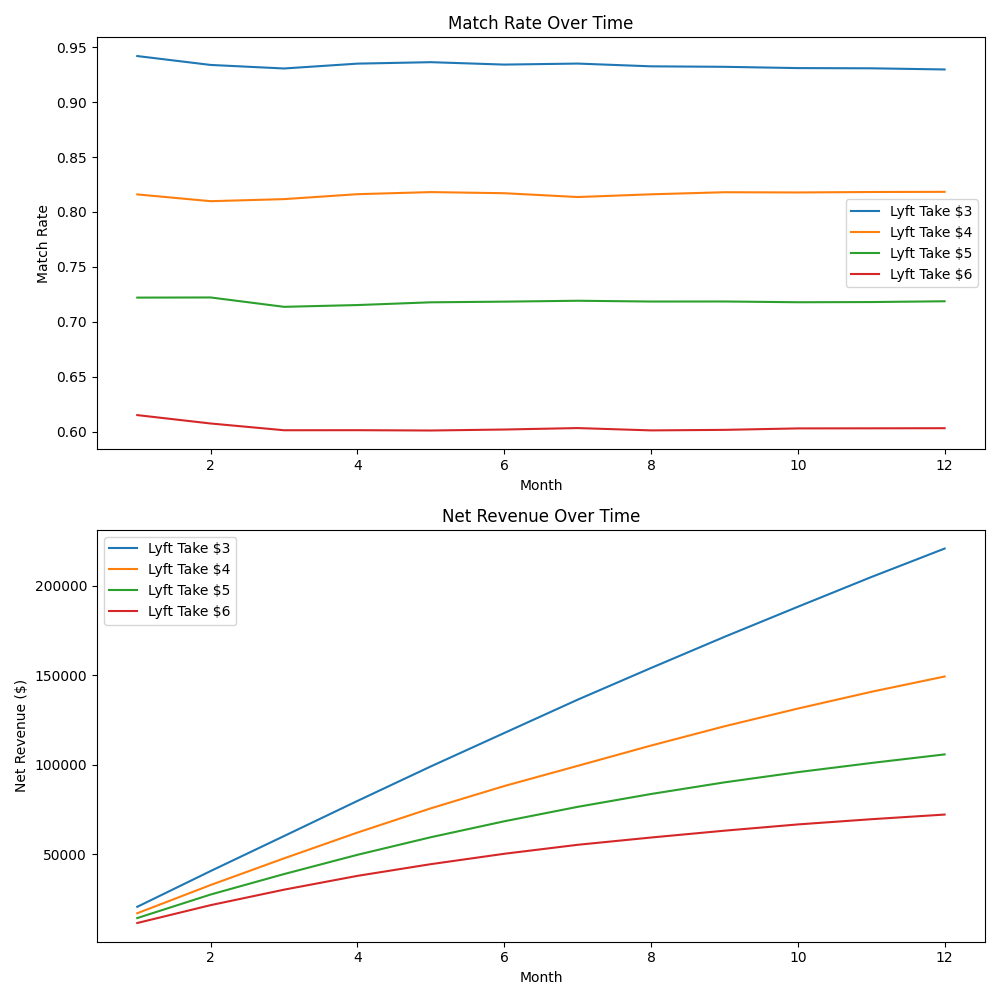 Match Rate Over Time
0.95
0.90
0.85
0.80
0.75
0.70
0.65
0.60
Match Rate
Lyft Take $3
Lyft Take $4
Lyft Take $5
Lyft Take $6
2 4 6 8 10 12
Month
Net Revenue Over Time
200000
150000
100000
50000
Net Revenue ($)
Lyft Take $3
Lyft Take $4
Lyft Take $5
Lyft Take $6
2 4 6 8 10 12
Month